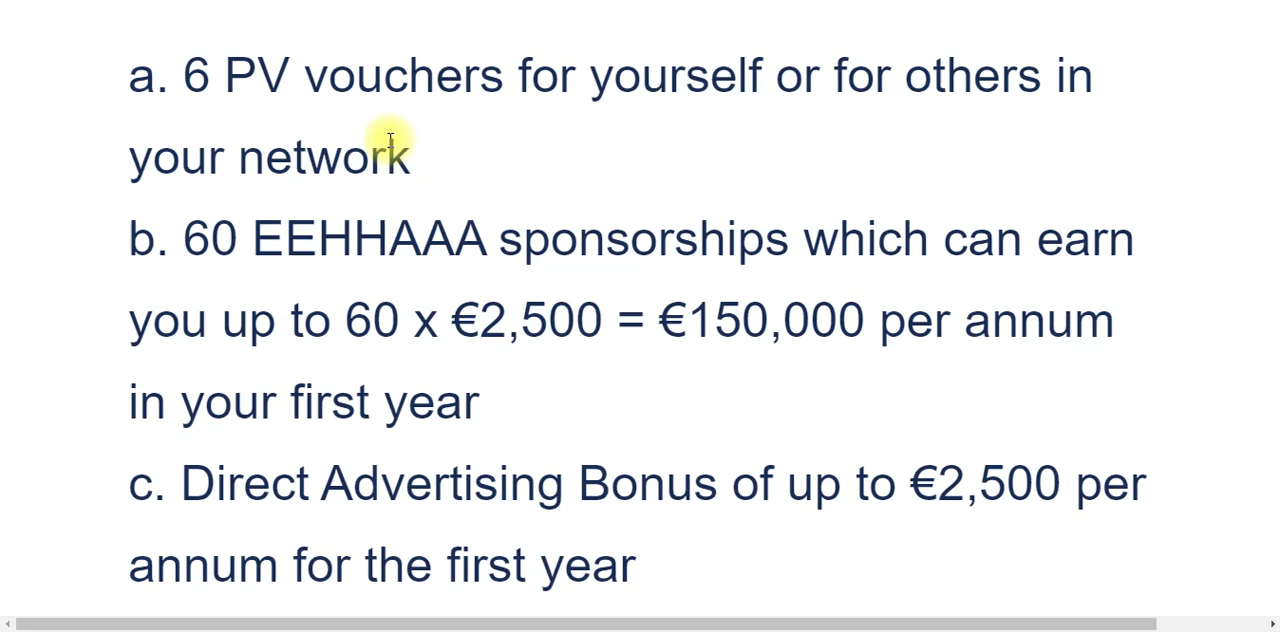 a. 6 PV vouchers for yourself or for others in
your network
b. 60 EEHHAAA sponsorships which can earn
you up to 60 x €2,500 = €150,000 per annum
in your first year
c. Direct Advertising Bonus of up to €2,500 per
annum for the first year